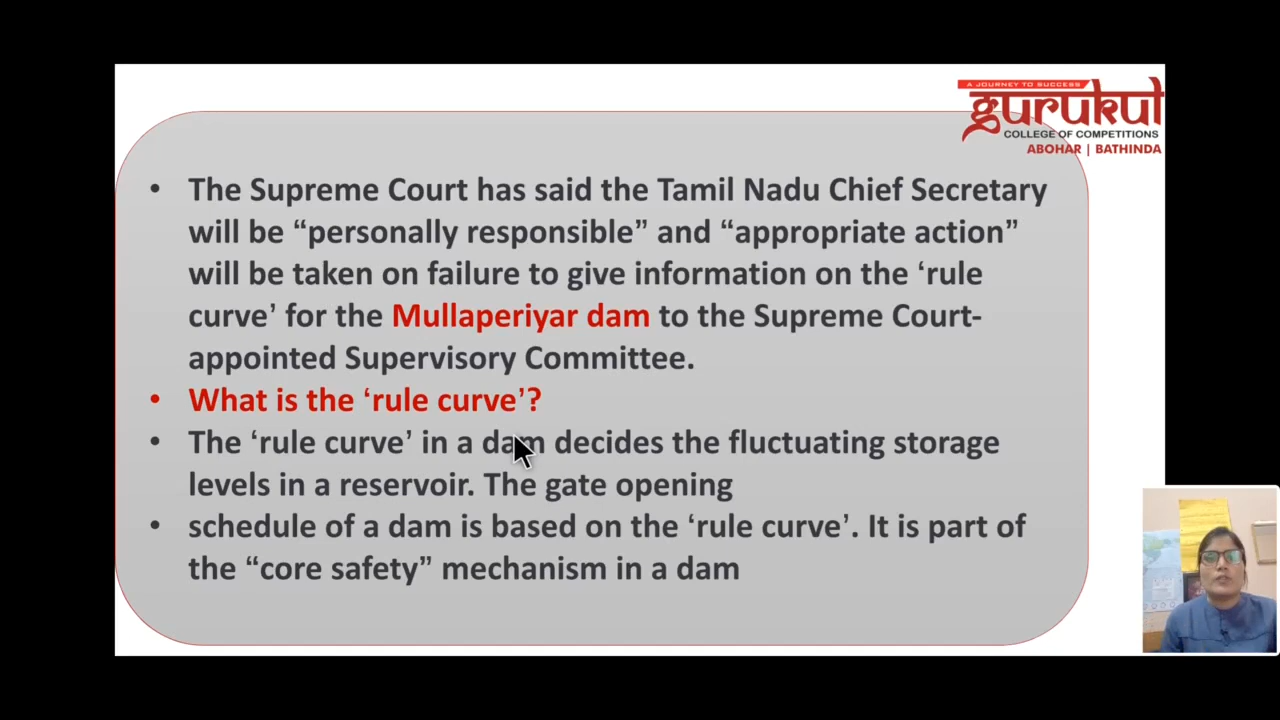 A JOURNEY TO SUCCESS
gurukul
COLLEGE OF COMPETITIONS
ABOHAR | BATHINDA
• The Supreme Court has said the Tamil Nadu Chief Secretary
will be “personally responsible” and “appropriate action”
will be taken on failure to give information on the ‘rule
curve’ for the Mullaperiyar dam to the Supreme Court-
appointed Supervisory Committee.
• What is the ‘rule curve’?
• The ‘rule curve’ in a dam decides the fluctuating storage
levels in a reservoir. The gate opening
• schedule of a dam is based on the ‘rule curve’. It is part of
the “core safety” mechanism in a dam